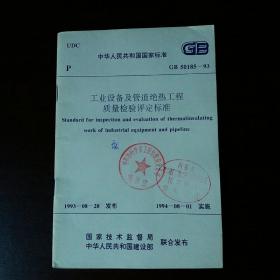 UDC
中华人民共和国国家标准
GB
P
GB 50185-93
工业设备及管道绝热工程
质量检验评定标准
Standard for inspection and evaluation of thermalinsulating
work of industrial equipment and pipeline
1993-08-28 发布
1994-08-01 实施
国家技术监督局
中华人民共和国建设部
联合发布